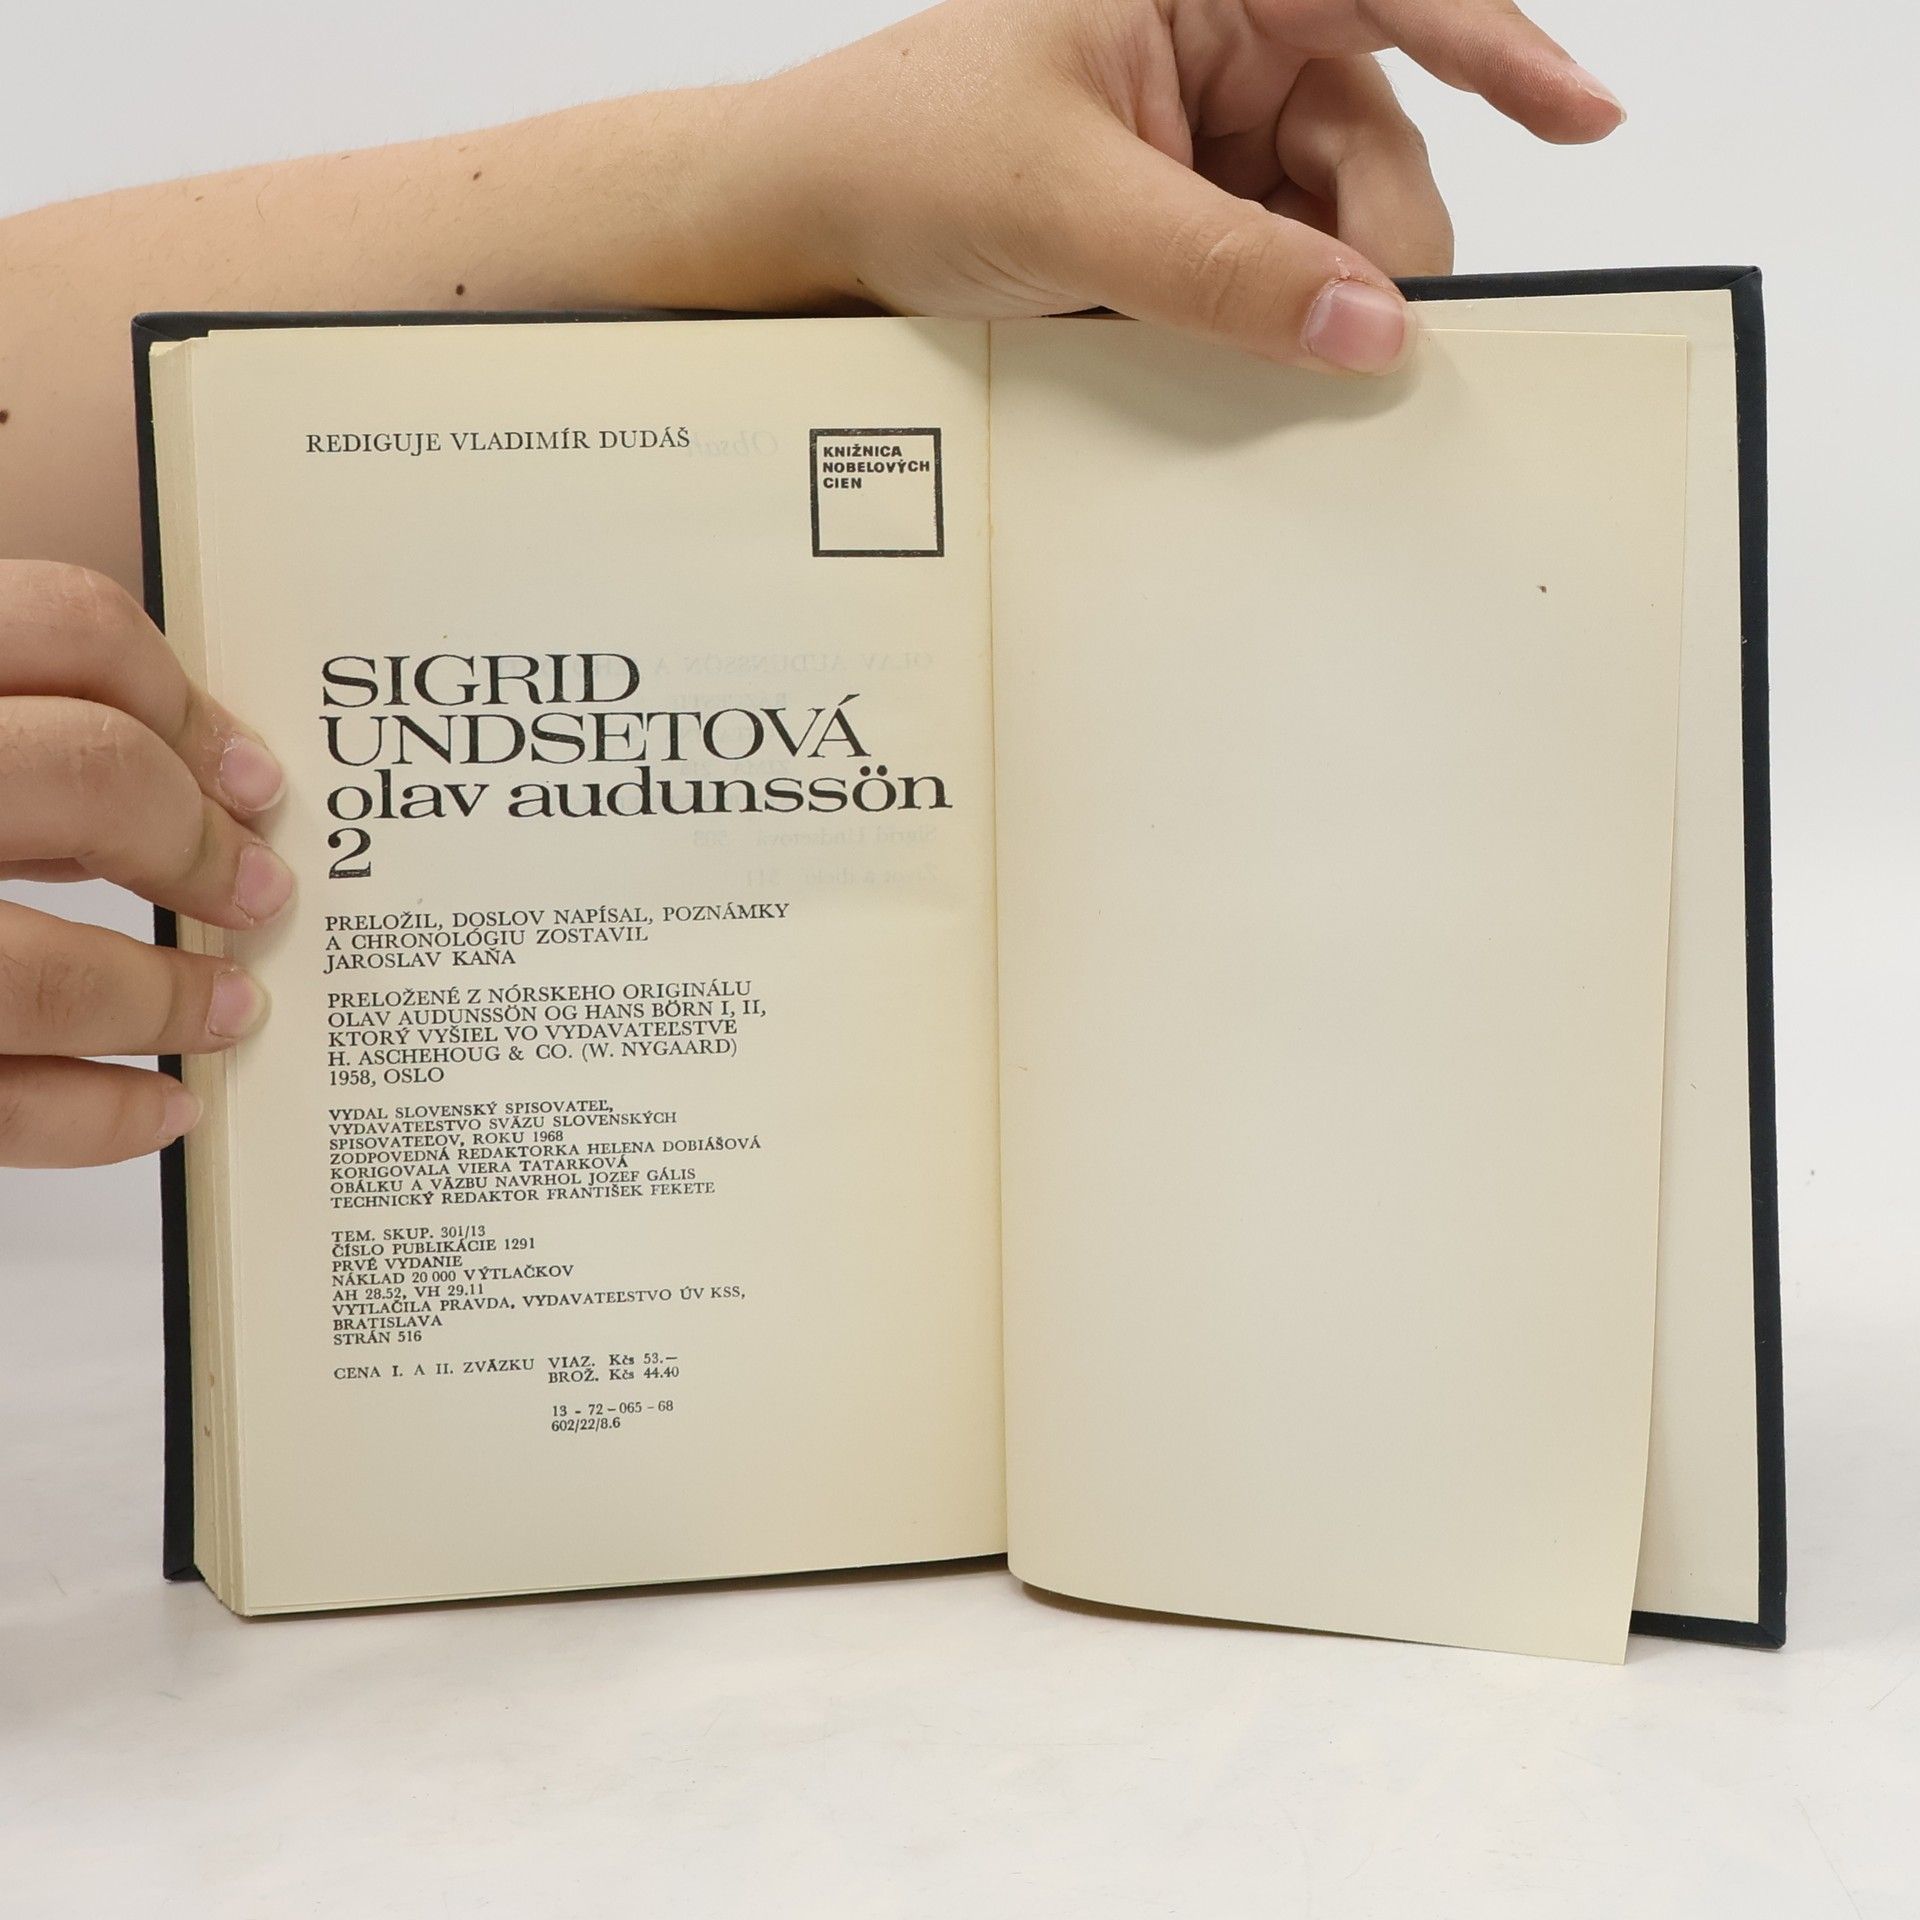 REDIGUJE VLADIMÍR DUDÁŠ
KNIŽNICA
NOBELOVÝCH
CIEN
SIGRID
UNDSETOVÁ
olav audunssön
2
PRELOŽIL, DOSLOV NAPÍSAL, POZNÁMKY
A CHRONOLÓGIU ZOSTAVIL
JAROSLAV KAŇA
PRELOŽENÉ Z NÓRSKEHO ORIGINÁLU
OLAV AUDUNSSÖN OG HANS BÖRN I, II,
KTORÝ VYŠIEL VO VYDAVATEĽSTVE
H. ASCHEHOUG & CO. (W. NYGAARD)
1958, OSLO
VYDAL SLOVENSKÝ SPISOVATEĽ,
VYDAVATEĽSTVO SVÄZU SLOVENSKÝCH
SPISOVATEĽOV, ROKU 1968
ZODPOVEDNÁ REDAKTORKA HELENA DOBIÁŠOVÁ
KORIGOVALA VIERA TATARKOVÁ
OBÁLKU A VÄZBU NAVRHOL JOZEF GÁLIS
TECHNICKÝ REDAKTOR FRANTIŠEK FEKETE
TEM. SKUP. 301/13
ČÍSLO PUBLIKÁCIE 1291
PRVÉ VYDANIE
NÁKLAD 20 000 VÝTLAČKOV
AH 28.52, VH 29.11
VYTLAČILA PRAVDA, VYDAVATEĽSTVO ÚV KSS,
BRATISLAVA
STRÁN 516
CENA I. A II. ZVÄZKU VIAZ. Kčs 53.—
BROŽ. Kčs 44.40
13 - 72 - 065 - 68
602/22/8.6